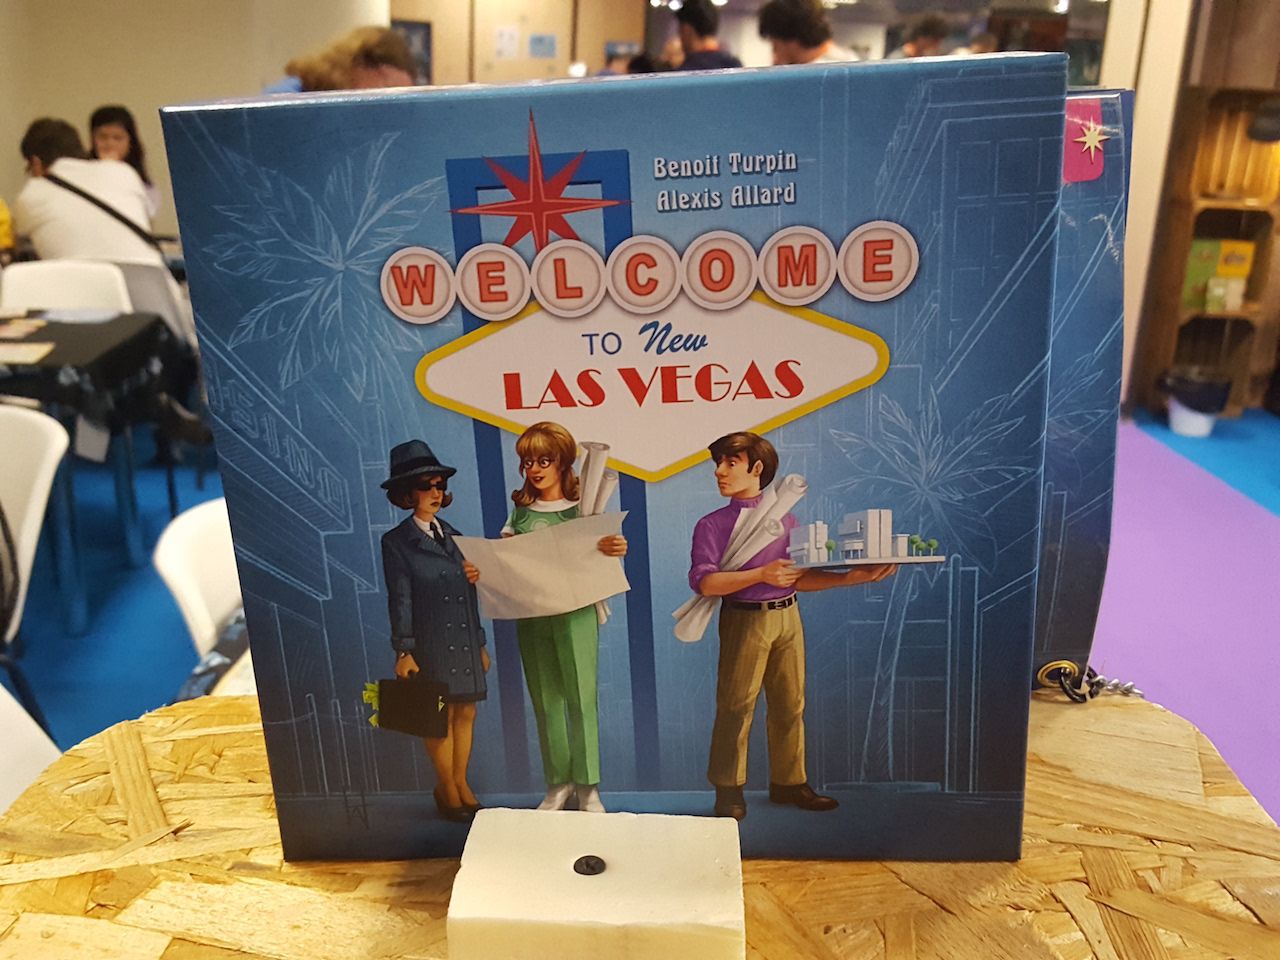 Benoit Turpin
Alexis Allard
WELCOME
TO New
LAS VEGAS